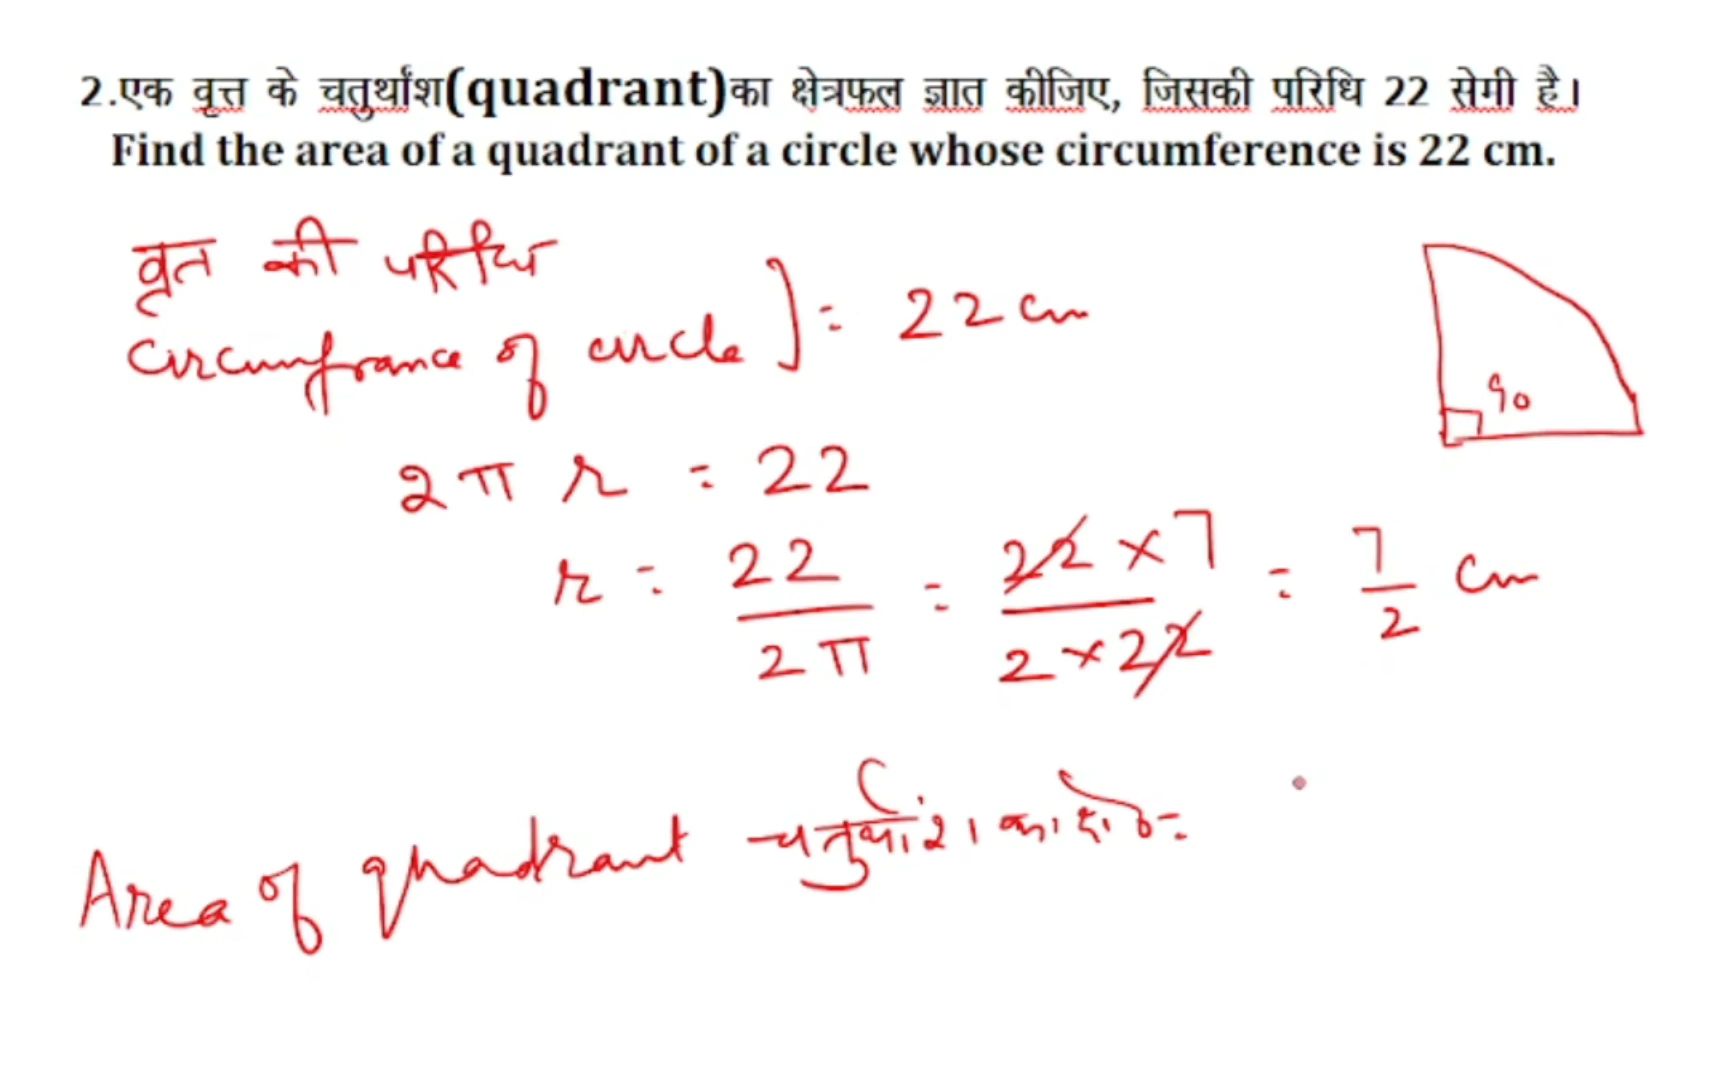 2.एक वृत्त के चतुर्थांश(quadrant)का क्षेत्रफल ज्ञात कीजिए, जिसकी परिधि 22 सेमी है।
Find the area of a quadrant of a circle whose circumference is 22 cm.
वृत की परिधि
Circumfrance of circle ] = 22 cm
90
2 π r = 22
r = 22 / 2π = 22 × 7 / 2 × 22 = 7/2 cm
Area of quadrant चतुर्थांश का क्षे० =